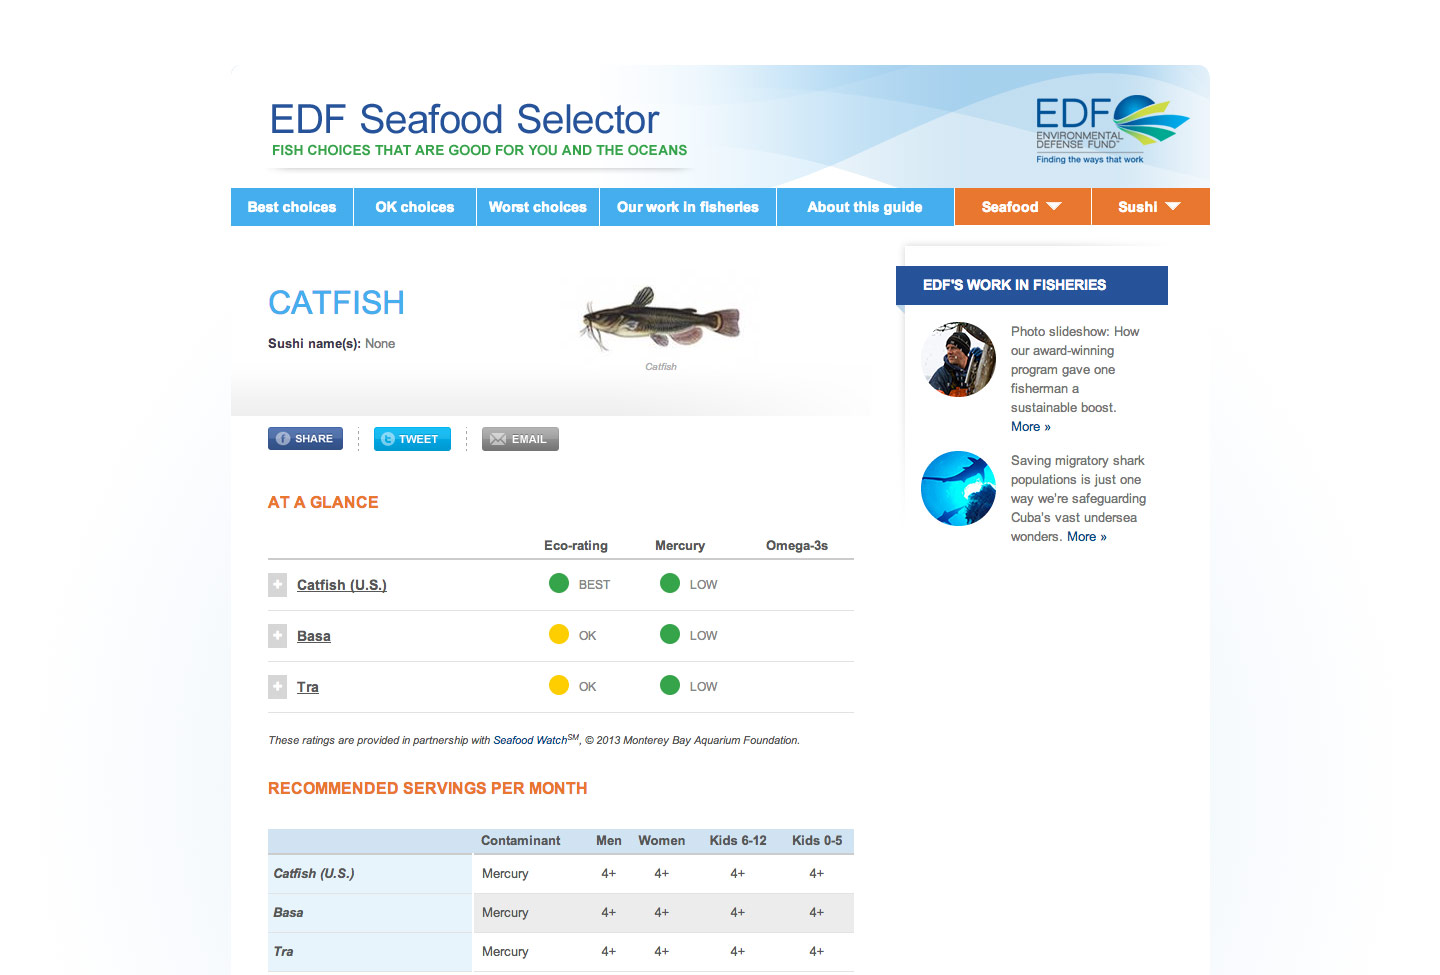 EDF Seafood Selector
FISH CHOICES THAT ARE GOOD FOR YOU AND THE OCEANS
EDF
ENVIRONMENTAL
DEFENSE FUND™
Finding the ways that work
Best choices OK choices Worst choices Our work in fisheries About this guide Seafood Sushi
CATFISH
Sushi name(s): None
Catfish
SHARE TWEET EMAIL
AT A GLANCE
Eco-rating Mercury Omega-3s
+ Catfish (U.S.) BEST LOW
+ Basa OK LOW
+ Tra OK LOW
These ratings are provided in partnership with Seafood WatchSM, © 2013 Monterey Bay Aquarium Foundation.
RECOMMENDED SERVINGS PER MONTH
Contaminant Men Women Kids 6-12 Kids 0-5
Catfish (U.S.) Mercury 4+ 4+ 4+ 4+
Basa Mercury 4+ 4+ 4+ 4+
Tra Mercury 4+ 4+ 4+ 4+
EDF'S WORK IN FISHERIES
Photo slideshow: How
our award-winning
program gave one
fisherman a
sustainable boost.
More »
Saving migratory shark
populations is just one
way we're safeguarding
Cuba's vast undersea
wonders. More »